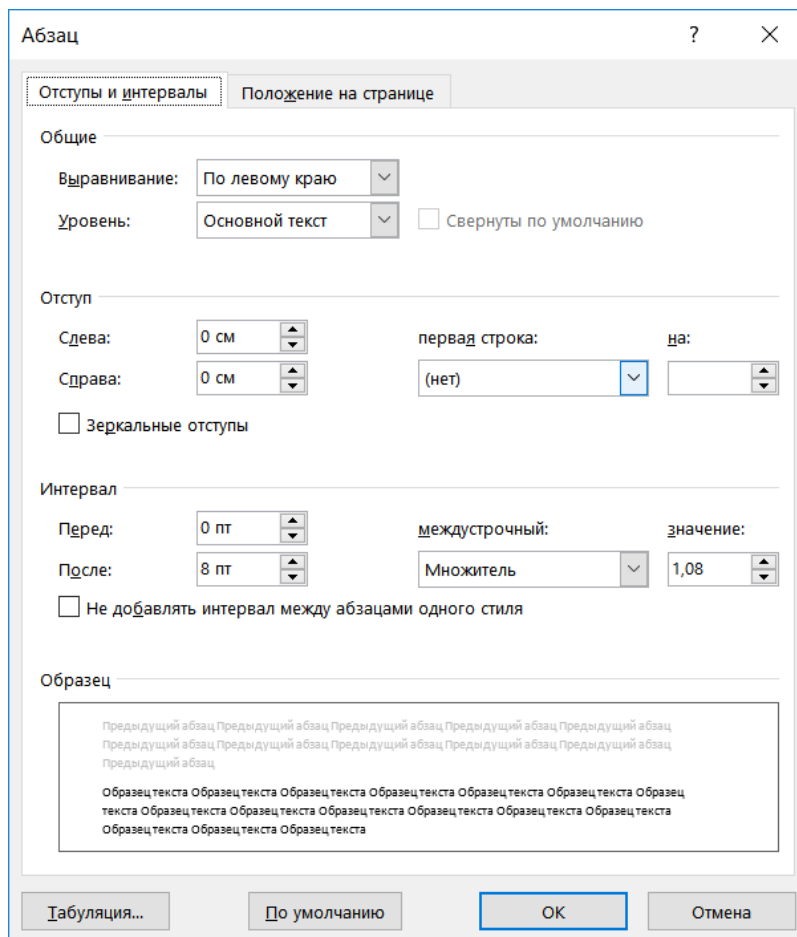 Абзац ?
Отступы и интервалы Положение на странице
Общие
Выравнивание: По левому краю
Уровень: Основной текст Свернуты по умолчанию
Отступ
Слева: 0 см первая строка: на:
Справа: 0 см (нет)
Зеркальные отступы
Интервал
Перед: 0 пт междустрочный: значение:
После: 8 пт Множитель 1,08
Не добавлять интервал между абзацами одного стиля
Образец
Предыдущий абзац Предыдущий абзац Предыдущий абзац Предыдущий абзац Предыдущий абзац
Предыдущий абзац Предыдущий абзац Предыдущий абзац Предыдущий абзац Предыдущий абзац
Предыдущий абзац
Образец текста Образец текста Образец текста Образец текста Образец текста Образец текста Образец
текста Образец текста Образец текста Образец текста Образец текста Образец текста Образец текста
Образец текста Образец текста Образец текста
Табуляция... По умолчанию ОК Отмена